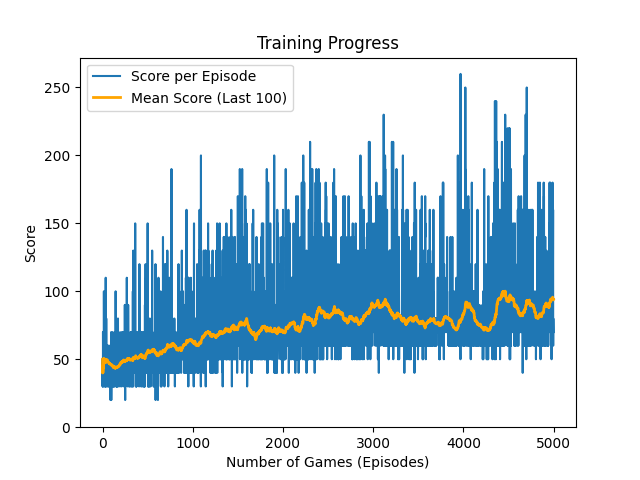 Training Progress
Score per Episode
Mean Score (Last 100)
250
200
150
100
50
0
Score
0 1000 2000 3000 4000 5000
Number of Games (Episodes)